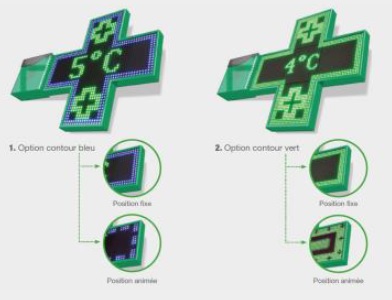 5°C
4°C
1. Option contour bleu
2. Option contour vert
Position fixe
Position fixe
Position animée
Position animée